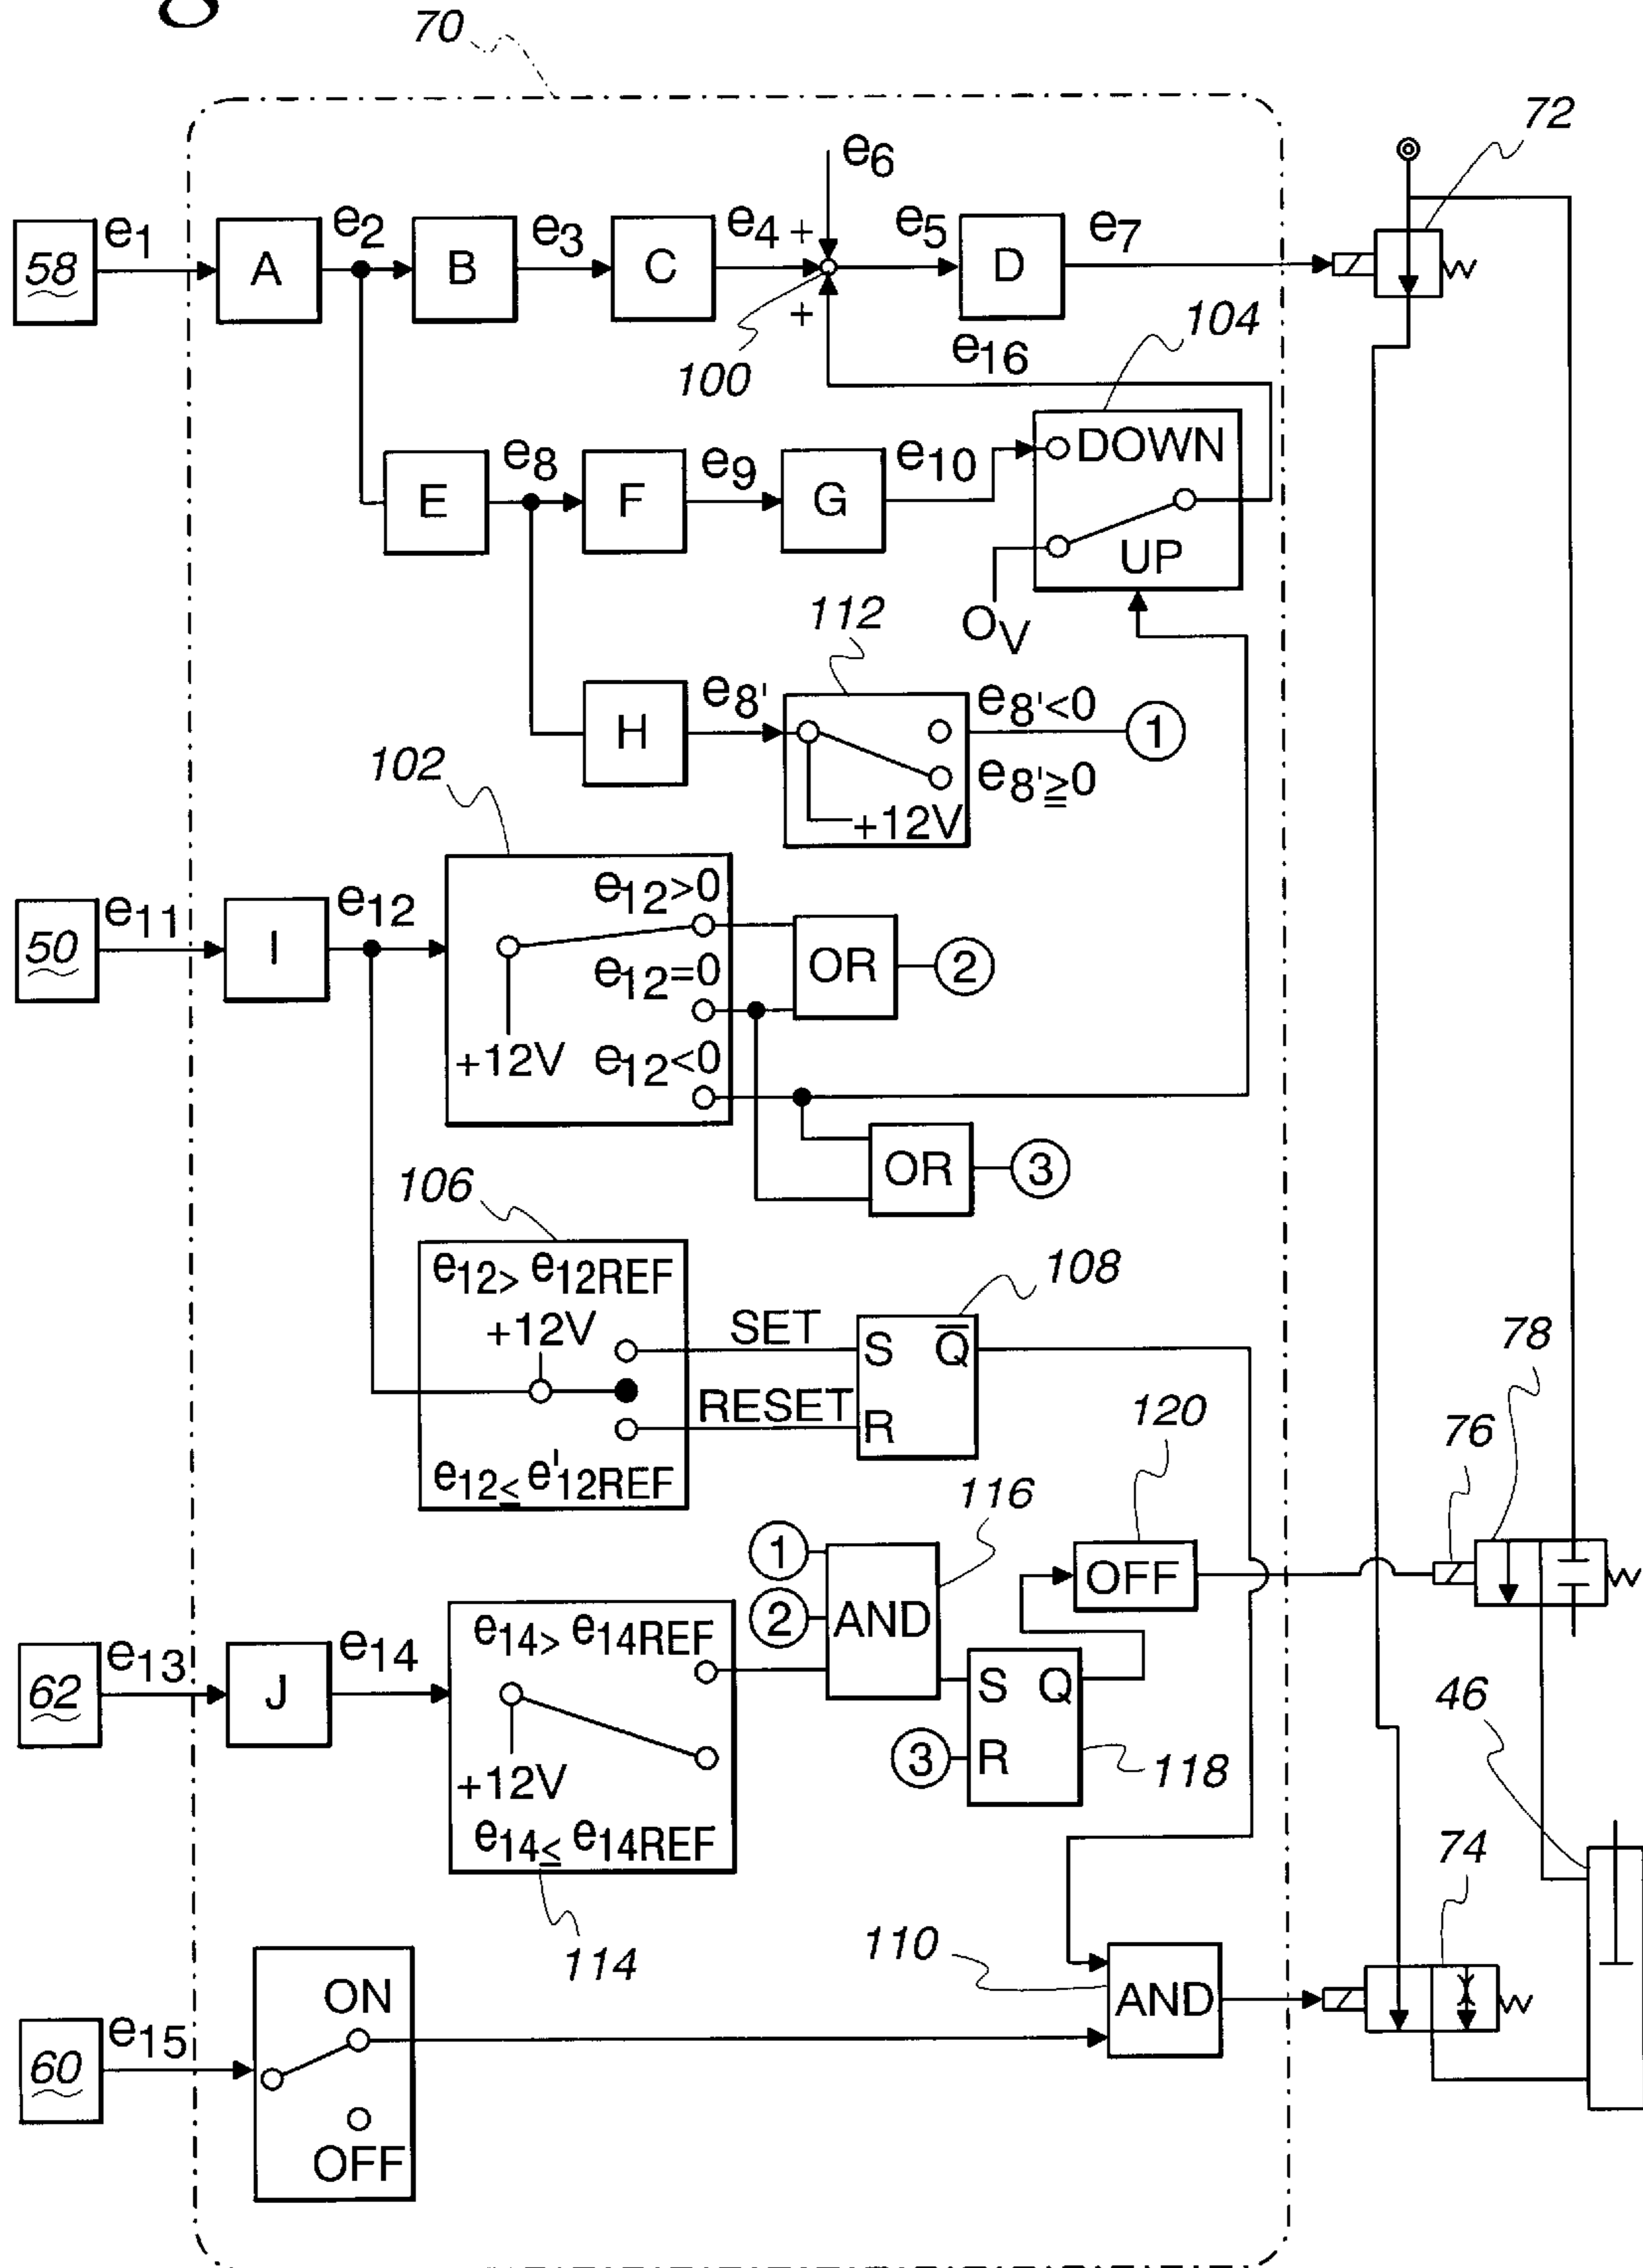 70
72
e6
58 e1 A e2 B e3 C e4 + e5 D e7
+
104
100
e16
E e8 F e9 G e10 DOWN
UP
OV
112
H e8' e8'<0 1
e8'≧0
+12V
102
50 e11 I e12
e12>0
e12=0
e12<0
+12V
OR 2
OR 3
106
e12> e12REF
+12V
e12≤ e'12REF
SET S Q̅
RESET R
108
78
76
120
116
1
2
AND
OFF
62 e13 J e14
e14> e14REF
+12V
e14≤ e14REF
S Q
3 R
118
46
74
114
110
AND
60 e15
ON
OFF